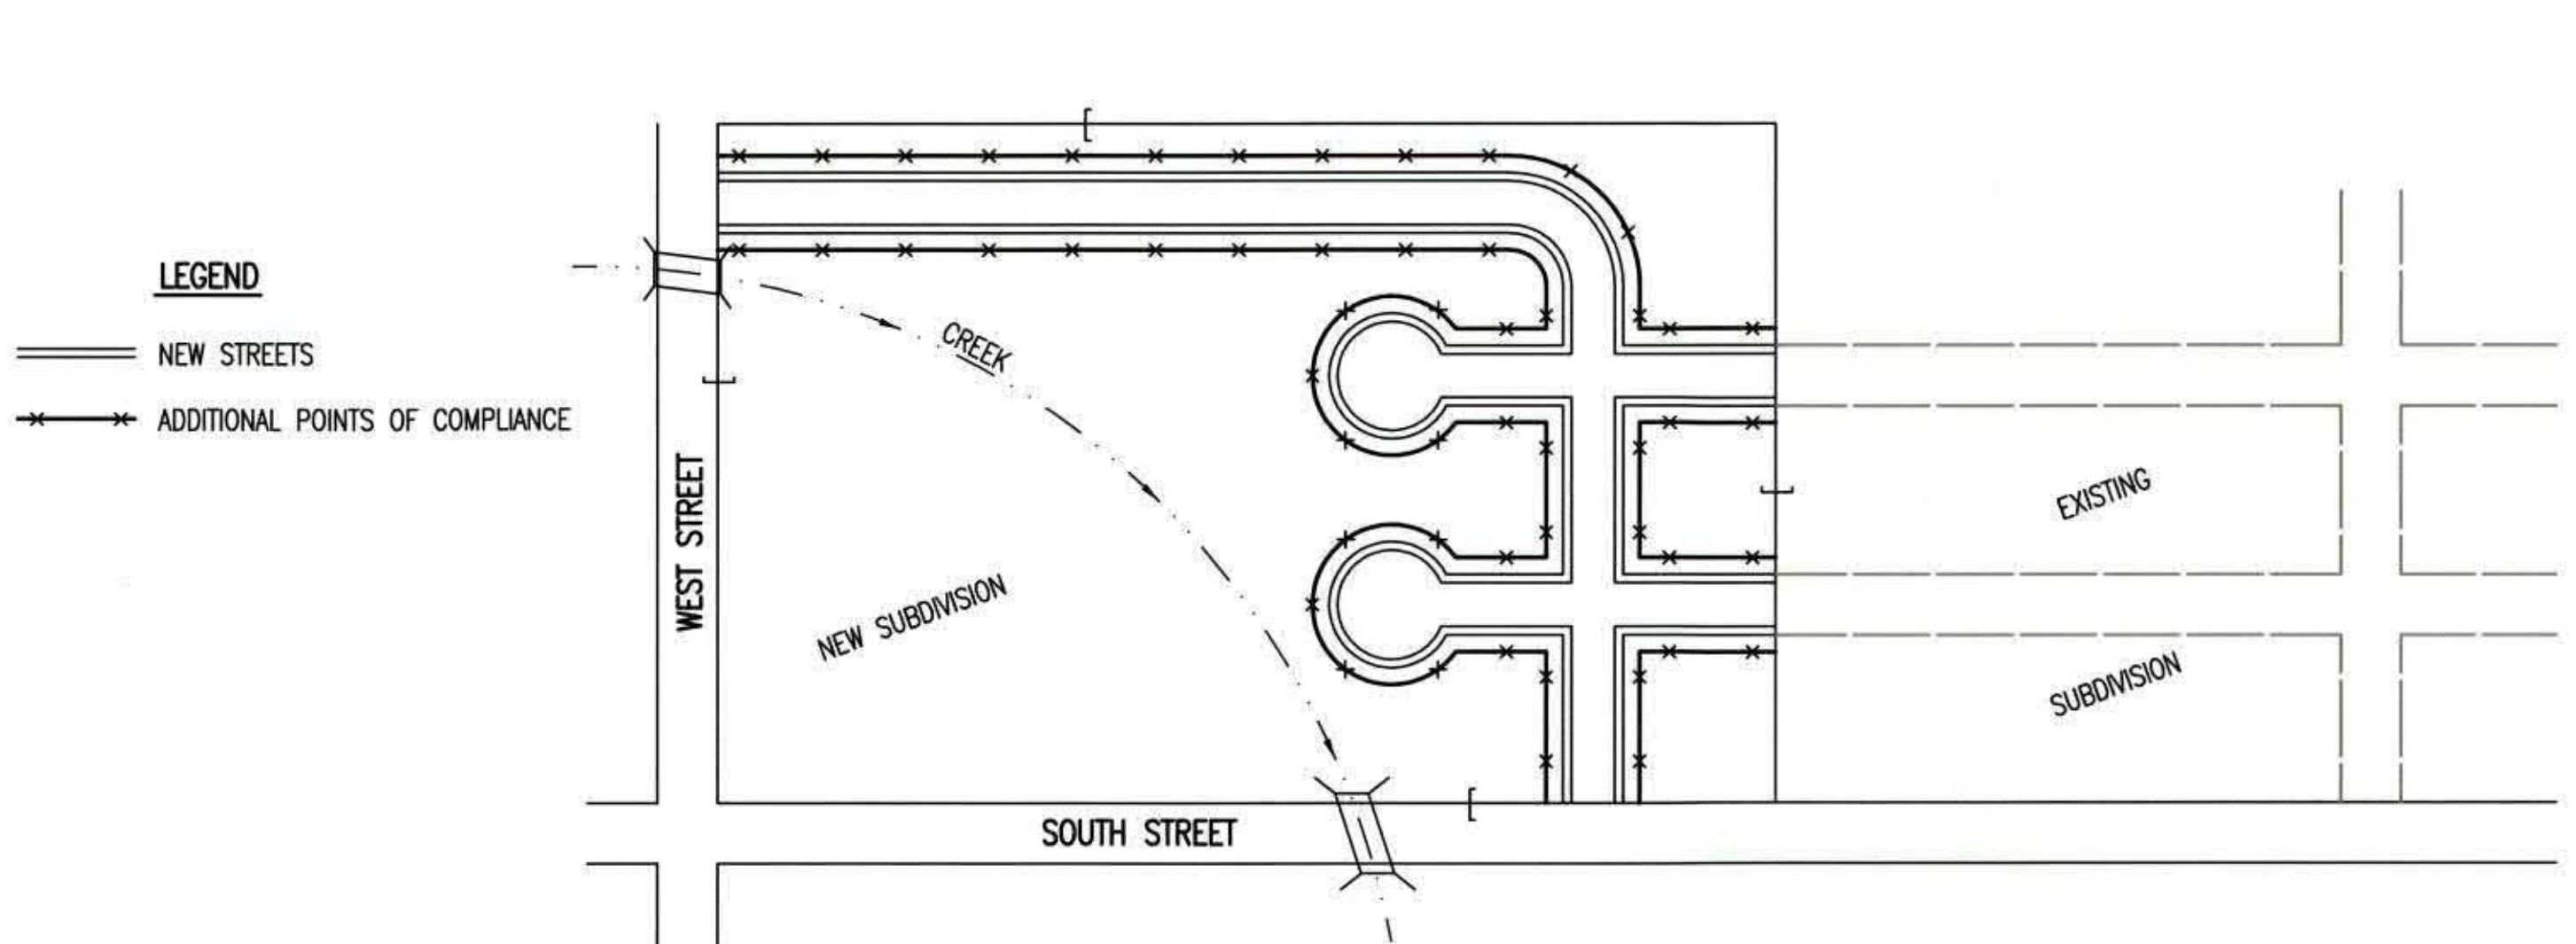 LEGEND
NEW STREETS
ADDITIONAL POINTS OF COMPLIANCE
CREEK
WEST STREET
NEW SUBDIVISION
SOUTH STREET
EXISTING
SUBDIVISION